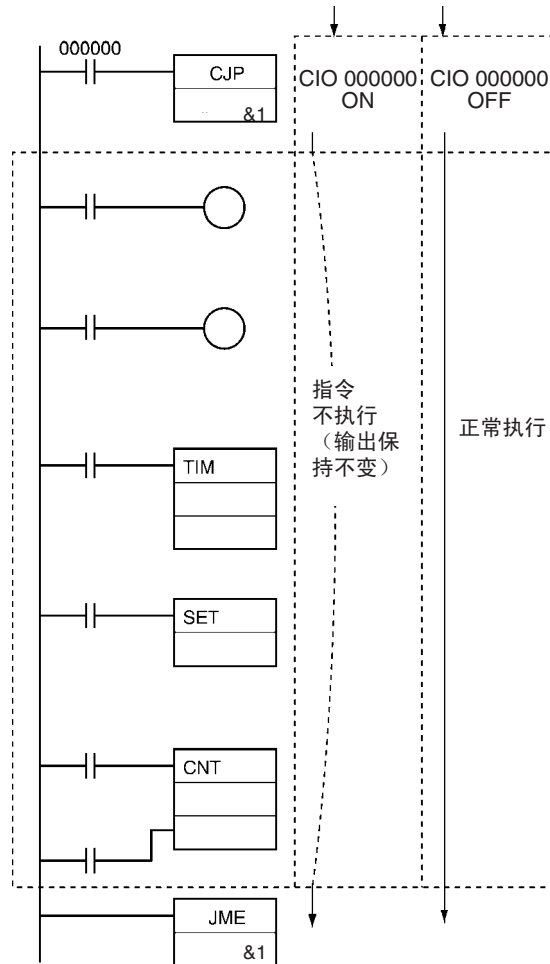 000000
CJP
&1
CIO 000000
ON
CIO 000000
OFF
指令
不执行
（输出保
持不变）
正常执行
TIM
SET
CNT
JME
&1